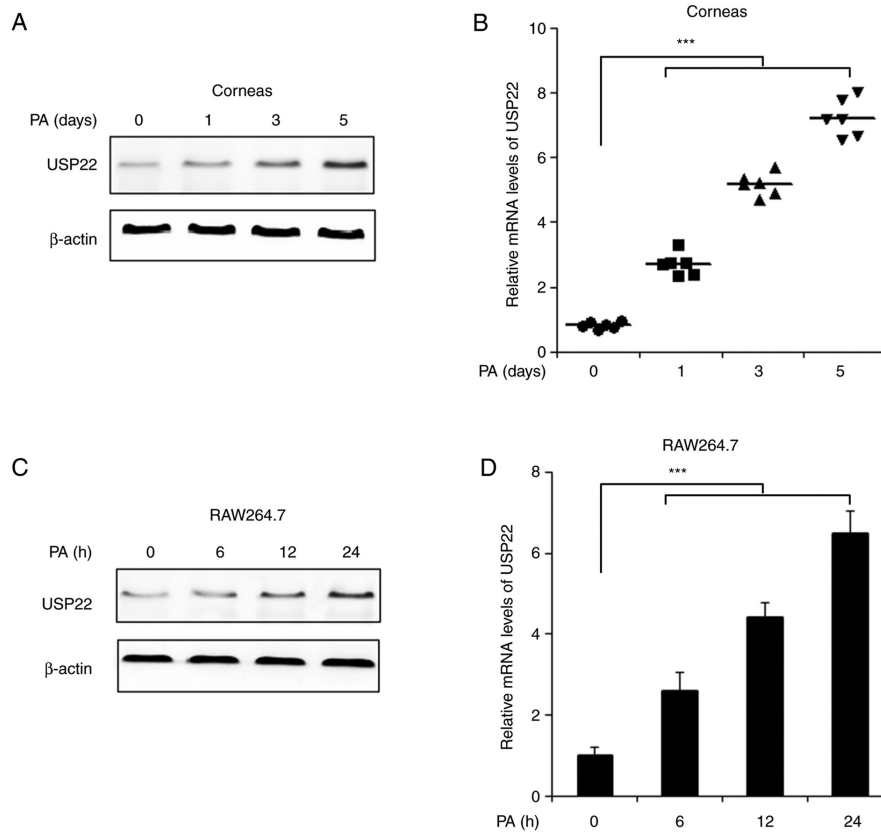 A
Corneas
PA (days) 0 1 3 5
USP22
β-actin
B
Corneas
***
Relative mRNA levels of USP22
10
8
6
4
2
0
PA (days) 0 1 3 5
C
RAW264.7
PA (h) 0 6 12 24
USP22
β-actin
D
RAW264.7
***
Relative mRNA levels of USP22
8
6
4
2
0
PA (h) 0 6 12 24